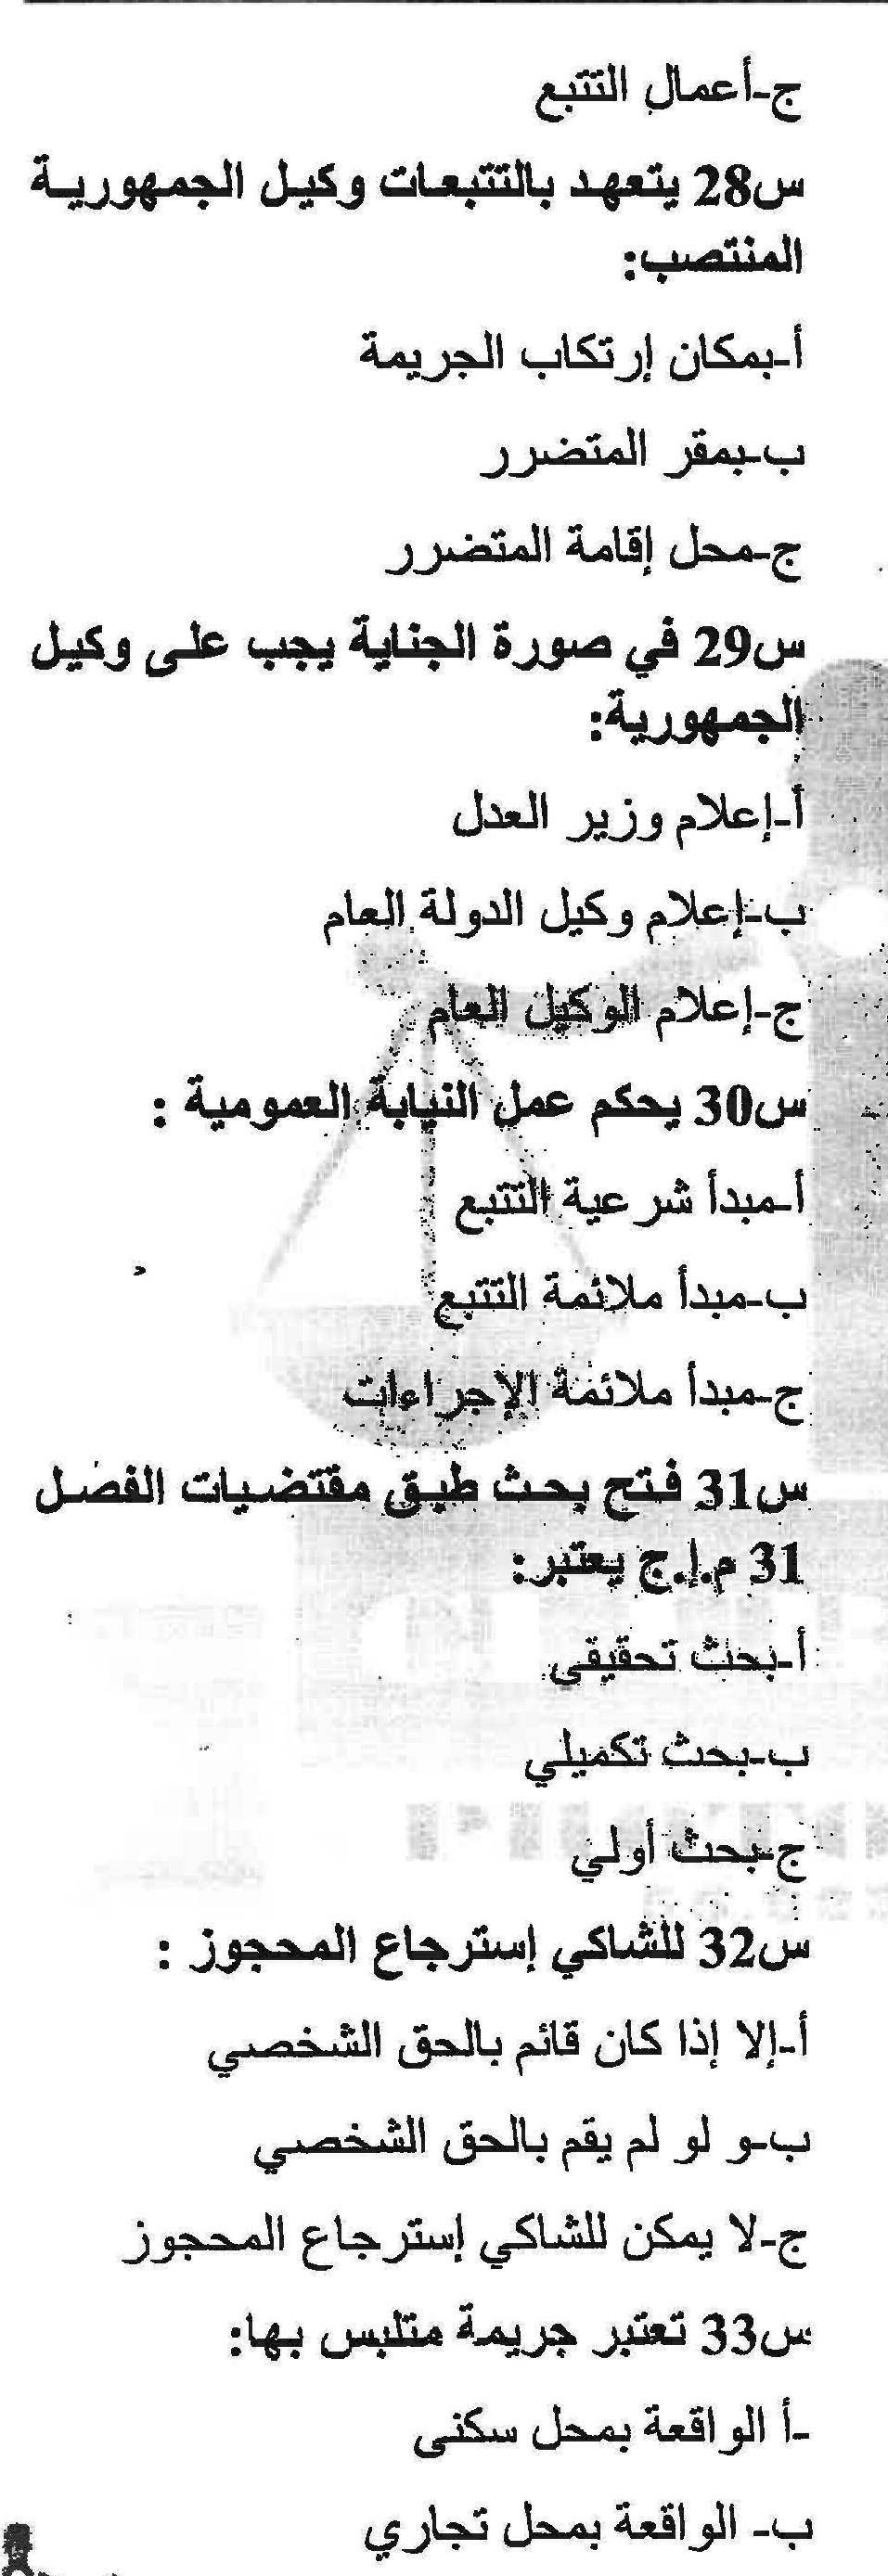 ج-أعمال التتبع
س28 يتعهد بالتتبعات وكيل الجمهورية
المنتصب:
أ-بمكان إرتكاب الجريمة
ب-بمقر المتضرر
ج-محل إقامة المتضرر
س29 في صورة الجناية يجب على وكيل
الجمهورية:
أ-إعلام وزير العدل
ب-إعلام وكيل الدولة العام
ج-إعلام الوكيل العام
س30 يحكم عمل النيابة العمومية :
أ-مبدأ شرعية التتبع
ب-مبدأ ملائمة التتبع
ج-مبدأ ملائمة الإجراءات
س31 فتح بحث طبق مقتضيات الفصل
31 م.إ.ج يعتبر:
أ-بحث تحقيقي
ب-بحث تكميلي
ج-بحث أولي
س32 للشاكي إسترجاع المحجوز :
أ-إلا إذا كان قائم بالحق الشخصي
ب-و لو لم يقم بالحق الشخصي
ج-لا يمكن للشاكي إسترجاع المحجوز
س33 تعتبر جريمة متلبس بها:
-أ الواقعة بمحل سكنى
ب- الواقعة بمحل تجاري